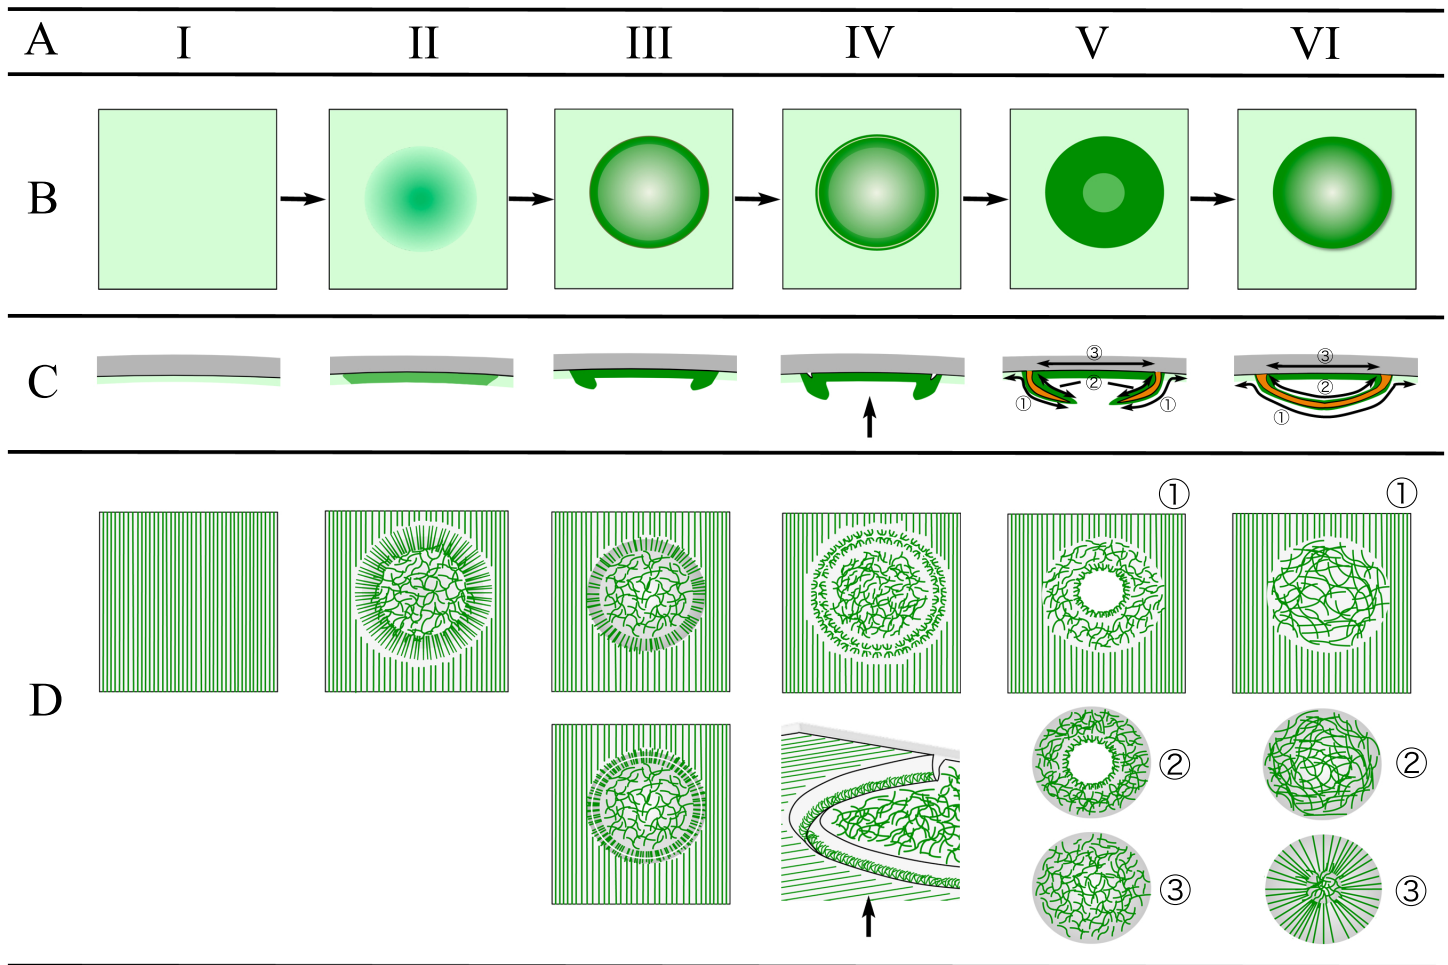 A I II III IV V VI
B
C ③ ② ① ① ③ ② ①
D ① ①
② ②
③ ③